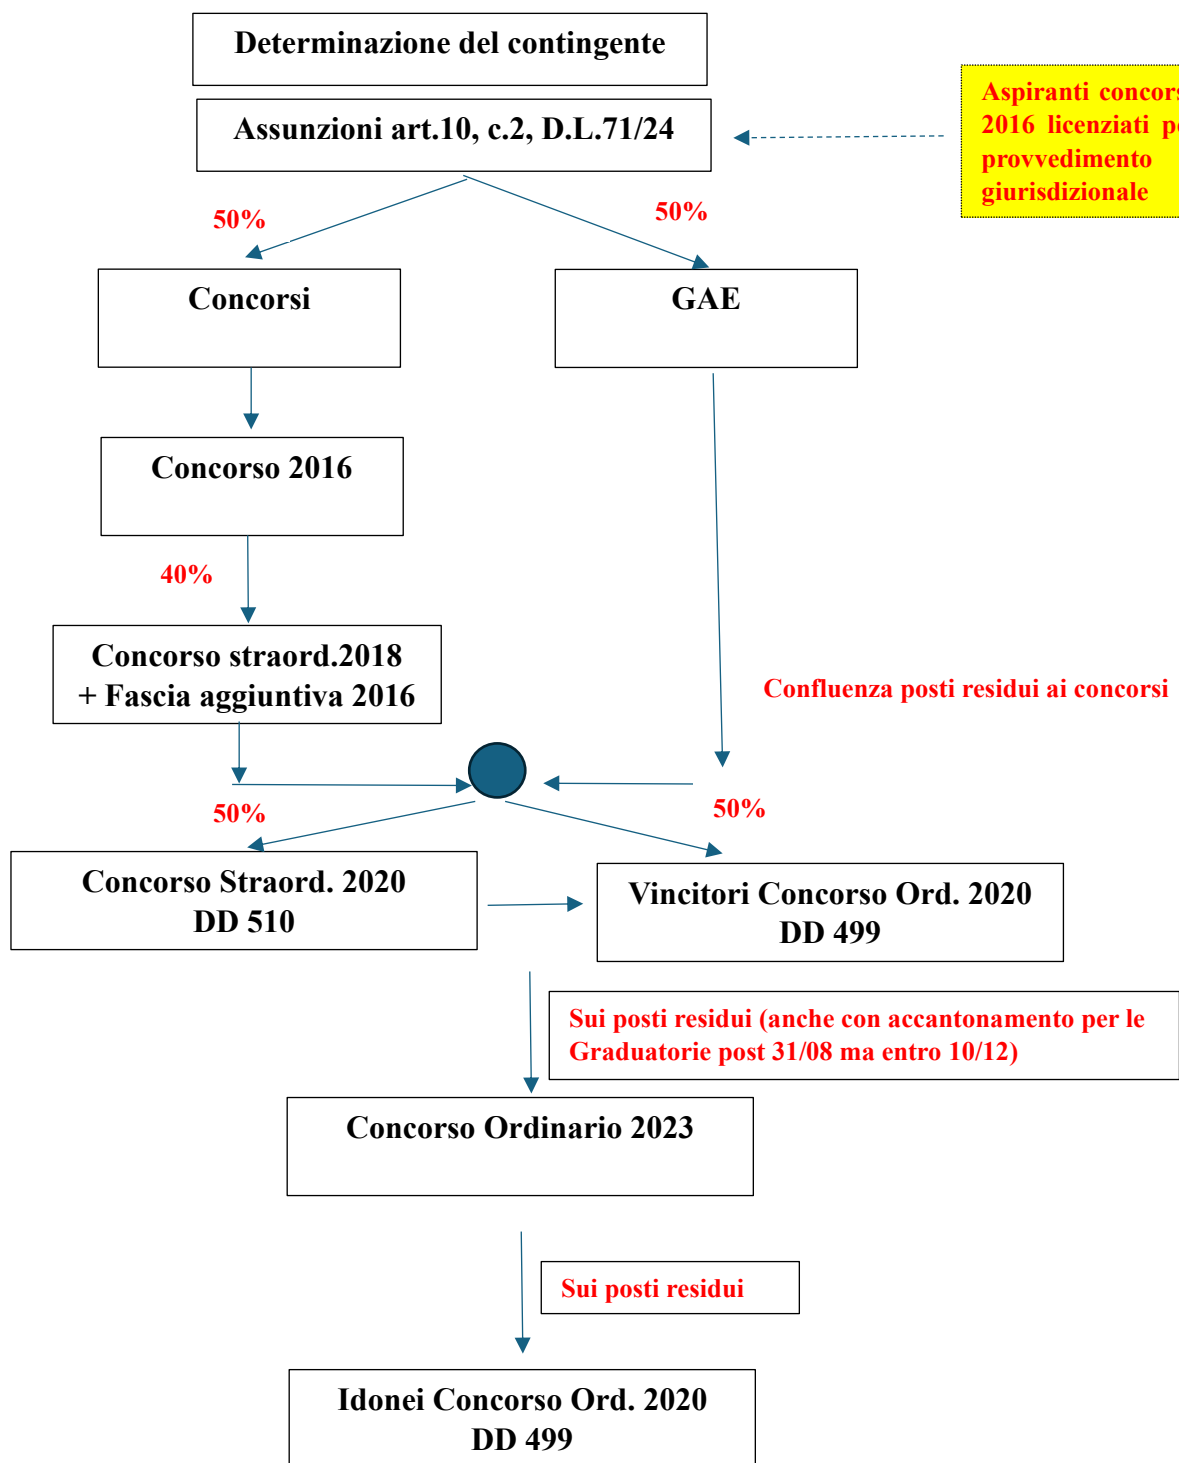 Determinazione del contingente
Assunzioni art.10, c.2, D.L.71/24
Aspiranti concors
2016 licenziati p
provvedimento
giurisdizionale
50%
50%
Concorsi
GAE
Concorso 2016
40%
Concorso straord.2018
+ Fascia aggiuntiva 2016
Confluenza posti residui ai concorsi
50%
50%
Concorso Straord. 2020
DD 510
Vincitori Concorso Ord. 2020
DD 499
Sui posti residui (anche con accantonamento per le
Graduatorie post 31/08 ma entro 10/12)
Concorso Ordinario 2023
Sui posti residui
Idonei Concorso Ord. 2020
DD 499